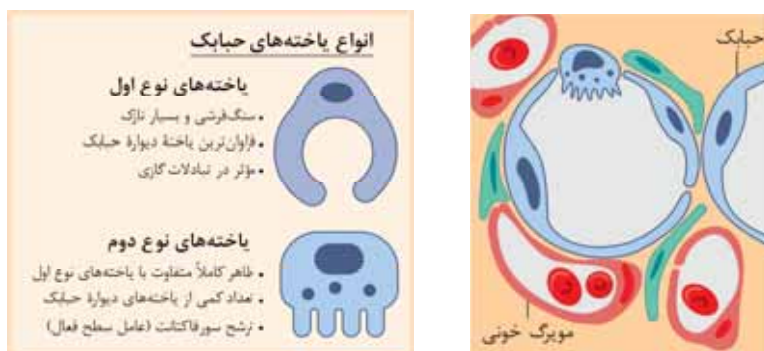 انواع یاخته‌های حبابک
یاخته‌های نوع اول
• سنگ‌فرشی و بسیار نازک
• فراوان‌ترین یاختهٔ دیوارهٔ حبابک
• مؤثر در تبادلات گازی
یاخته‌های نوع دوم
• ظاهر کاملاً متفاوت با یاخته‌های نوع اول
• تعداد کمی از یاخته‌های دیوارهٔ حبابک
• ترشح سورفاکتانت (عامل سطح فعال)
حبابک
مویرگ خونی